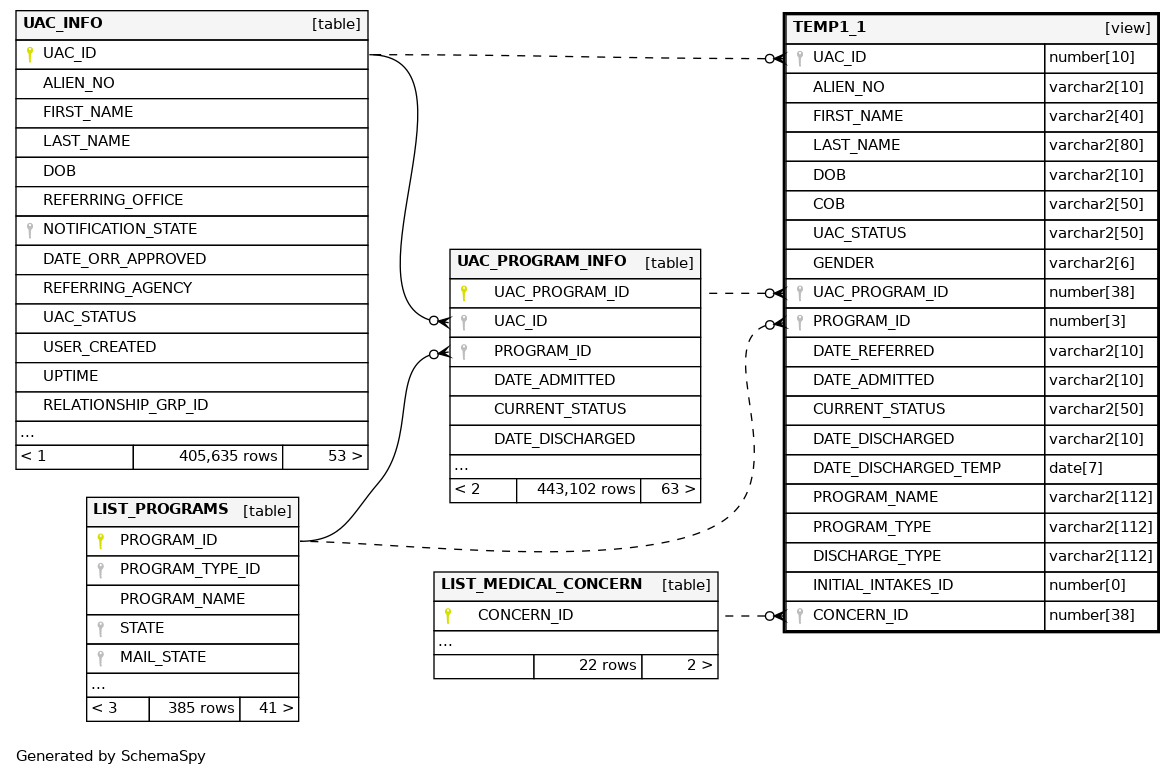 UAC_INFO [table]
UAC_ID
ALIEN_NO
FIRST_NAME
LAST_NAME
DOB
REFERRING_OFFICE
NOTIFICATION_STATE
DATE_ORR_APPROVED
REFERRING_AGENCY
UAC_STATUS
USER_CREATED
UPTIME
RELATIONSHIP_GRP_ID
...
< 1 405,635 rows 53 >
LIST_PROGRAMS [table]
PROGRAM_ID
PROGRAM_TYPE_ID
PROGRAM_NAME
STATE
MAIL_STATE
...
< 3 385 rows 41 >
UAC_PROGRAM_INFO [table]
UAC_PROGRAM_ID
UAC_ID
PROGRAM_ID
DATE_ADMITTED
CURRENT_STATUS
DATE_DISCHARGED
...
< 2 443,102 rows 63 >
LIST_MEDICAL_CONCERN [table]
CONCERN_ID
...
22 rows 2 >
TEMP1_1 [view]
UAC_ID number[10]
ALIEN_NO varchar2[10]
FIRST_NAME varchar2[40]
LAST_NAME varchar2[80]
DOB varchar2[10]
COB varchar2[50]
UAC_STATUS varchar2[50]
GENDER varchar2[6]
UAC_PROGRAM_ID number[38]
PROGRAM_ID number[3]
DATE_REFERRED varchar2[10]
DATE_ADMITTED varchar2[10]
CURRENT_STATUS varchar2[50]
DATE_DISCHARGED varchar2[10]
DATE_DISCHARGED_TEMP date[7]
PROGRAM_NAME varchar2[112]
PROGRAM_TYPE varchar2[112]
DISCHARGE_TYPE varchar2[112]
INITIAL_INTAKES_ID number[0]
CONCERN_ID number[38]
Generated by SchemaSpy